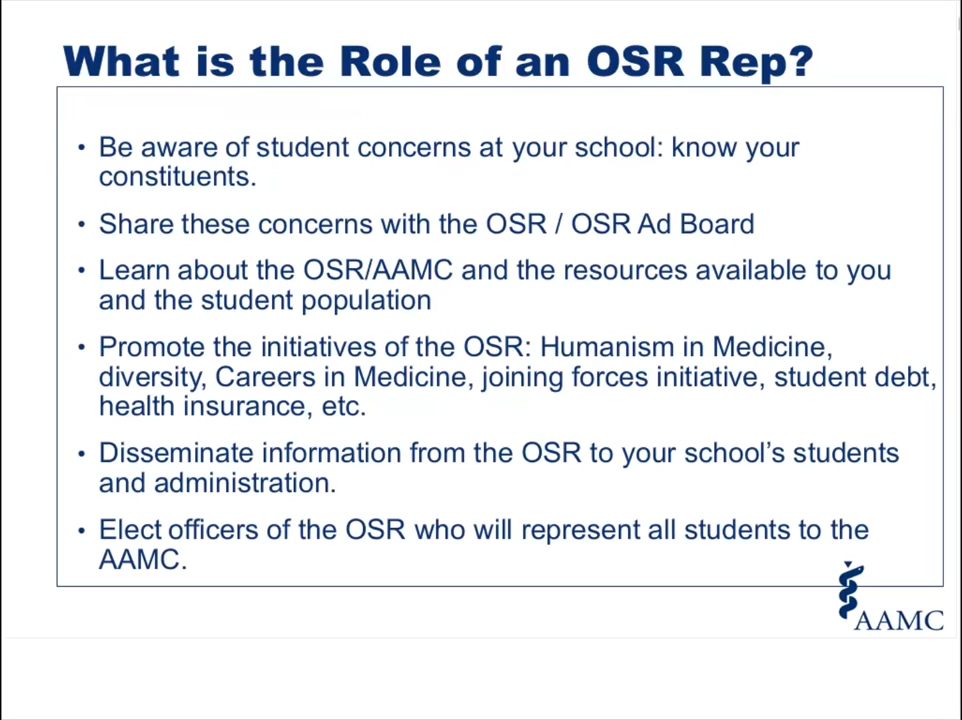 What is the Role of an OSR Rep?
• Be aware of student concerns at your school: know your
constituents.
• Share these concerns with the OSR / OSR Ad Board
• Learn about the OSR/AAMC and the resources available to you
and the student population
• Promote the initiatives of the OSR: Humanism in Medicine,
diversity, Careers in Medicine, joining forces initiative, student debt,
health insurance, etc.
• Disseminate information from the OSR to your school’s students
and administration.
• Elect officers of the OSR who will represent all students to the
AAMC.
AAMC